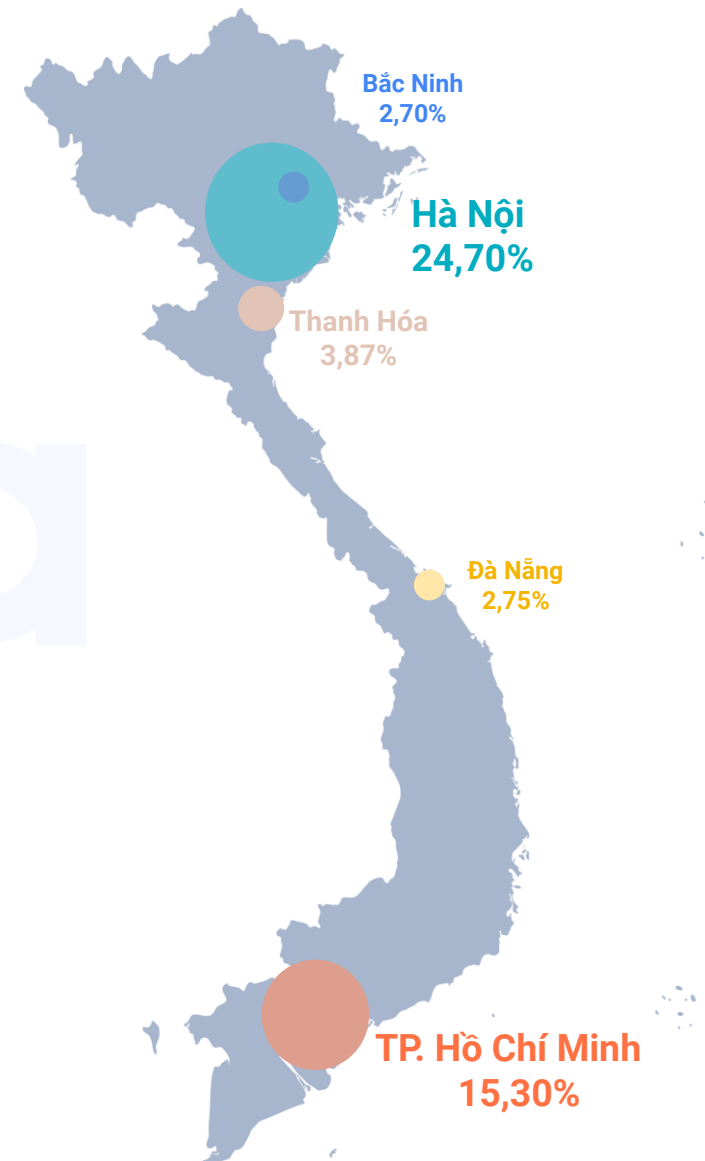 Bắc Ninh
2,70%
Hà Nội
24,70%
Thanh Hóa
3,87%
Đà Nẵng
2,75%
TP. Hồ Chí Minh
15,30%